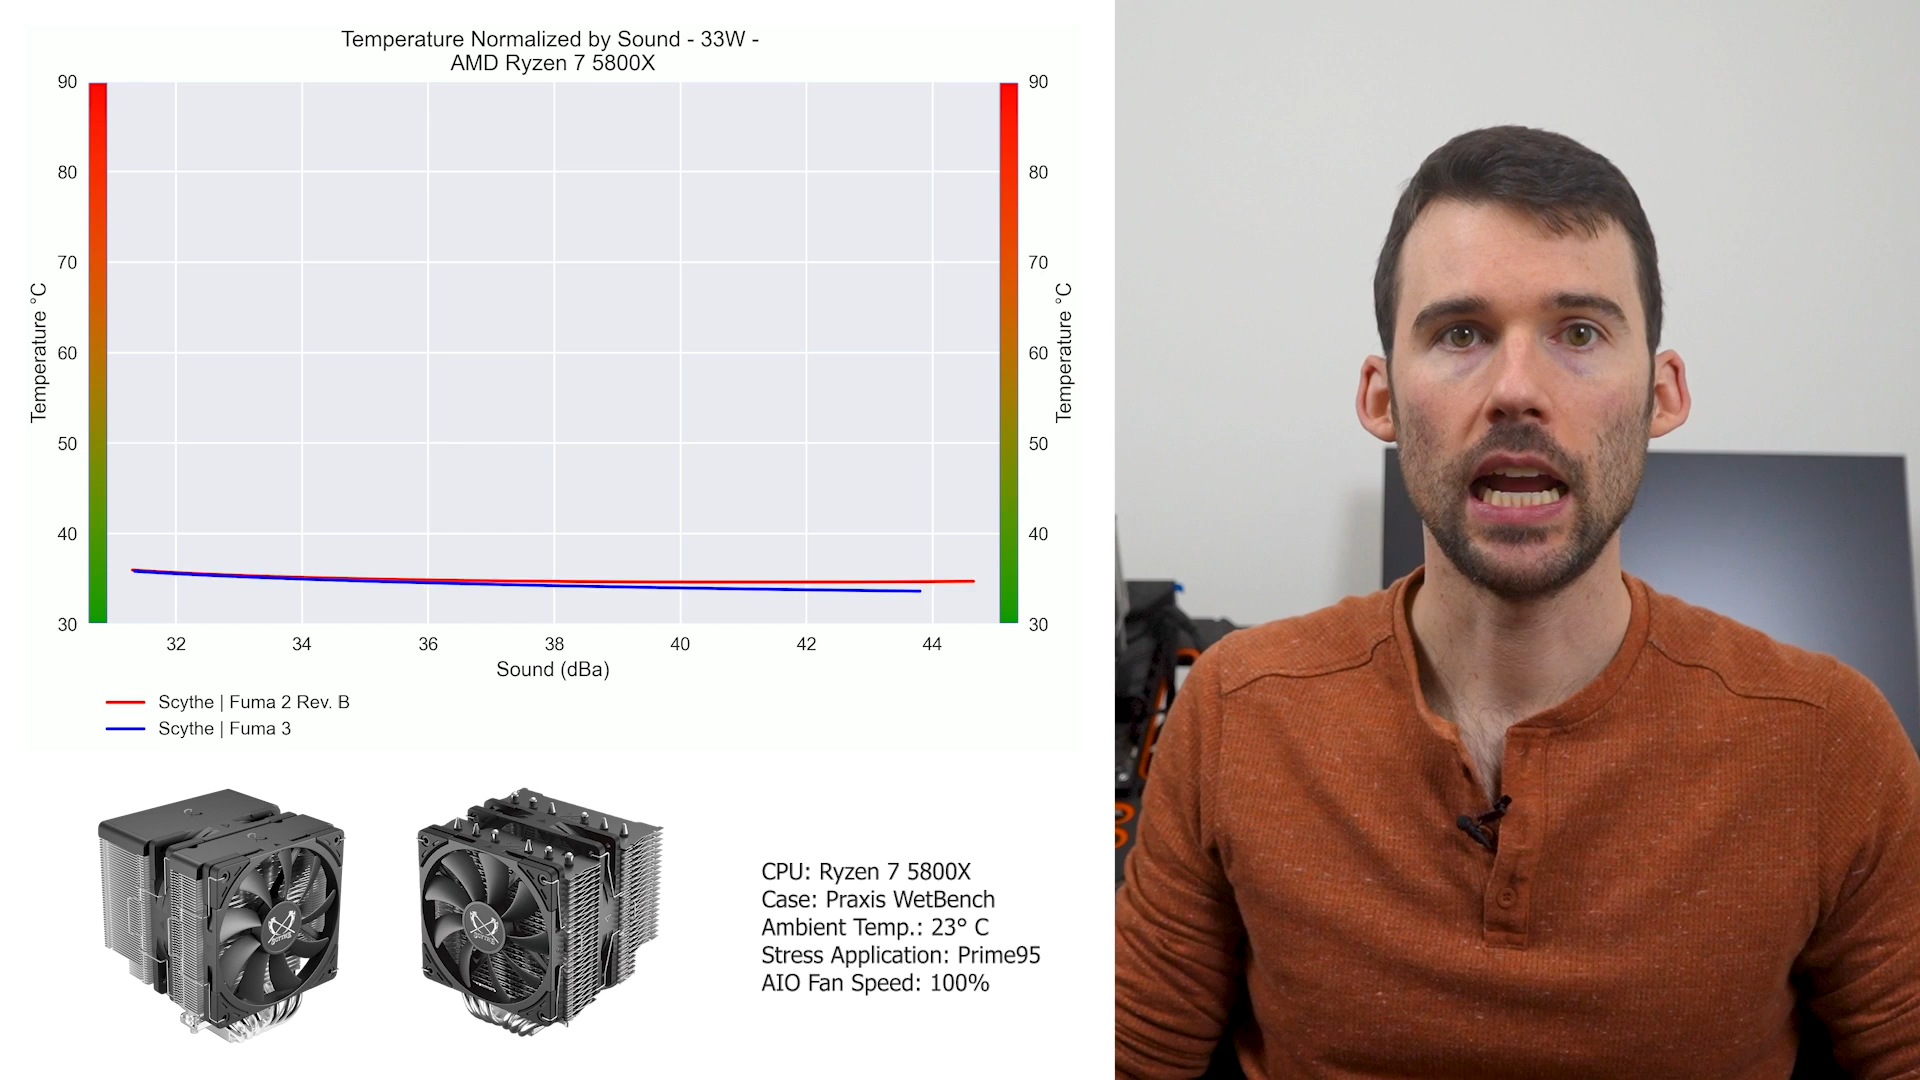 Temperature Normalized by Sound - 33W -
AMD Ryzen 7 5800X
90
80
70
60
50
40
30
Temperature °C
90
80
70
60
50
40
30
Temperature °C
32 34 36 38 40 42 44
Sound (dBa)
Scythe | Fuma 2 Rev. B
Scythe | Fuma 3
CPU: Ryzen 7 5800X
Case: Praxis WetBench
Ambient Temp.: 23° C
Stress Application: Prime95
AIO Fan Speed: 100%